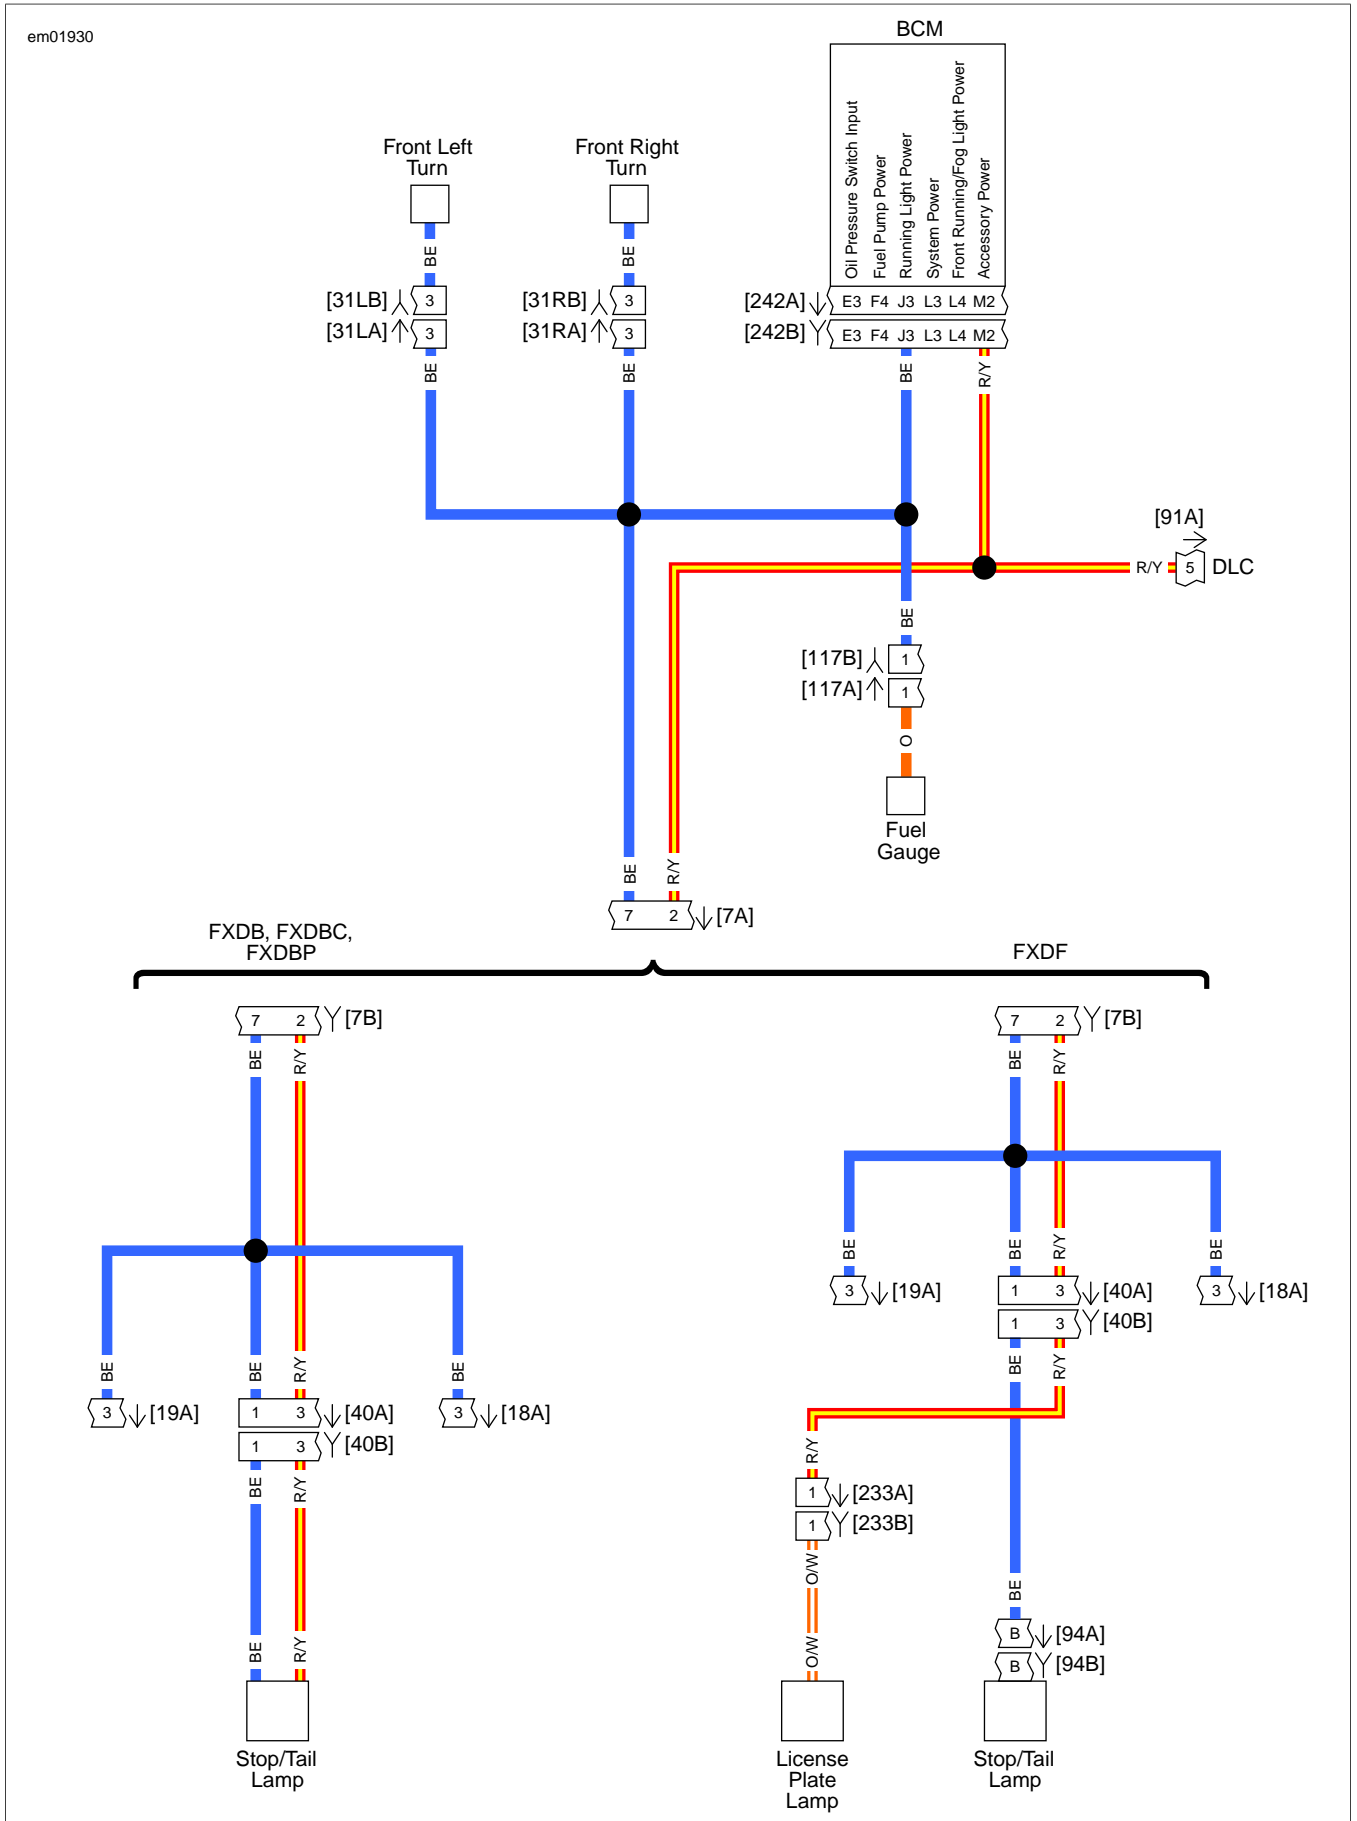 em01930
BCM
Oil Pressure Switch Input
Fuel Pump Power
Running Light Power
System Power
Front Running/Fog Light Power
Accessory Power
Front Left
Turn
Front Right
Turn
BE
BE
[31LB] 3
[31RB] 3
[242A] E3 F4 J3 L3 L4 M2
[31LA] 3
[31RA] 3
[242B] E3 F4 J3 L3 L4 M2
BE
BE
BE
R/Y
[91A]
R/Y 5 DLC
BE
[117B] 1
[117A] 1
O
Fuel
Gauge
BE
R/Y
7 2 [7A]
FXDB, FXDBC,
FXDBP
FXDF
7 2 [7B]
7 2 [7B]
BE
R/Y
BE
R/Y
BE
BE
R/Y
BE
3 [19A]
1 3 [40A]
3 [18A]
1 3 [40B]
BE
R/Y
BE
BE
R/Y
BE
3 [19A]
1 3 [40A]
3 [18A]
1 3 [40B]
BE
R/Y
R/Y
1 [233A]
1 [233B]
O/W
BE
B [94A]
B [94B]
BE
R/Y
O/W
Stop/Tail
Lamp
License
Plate
Lamp
Stop/Tail
Lamp